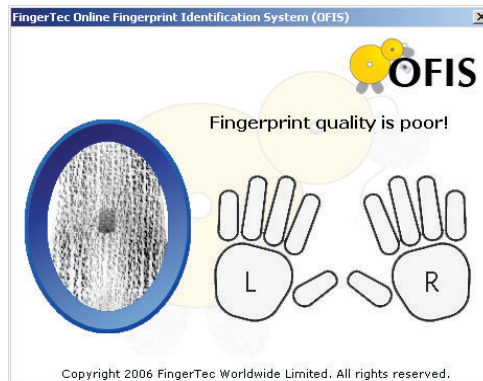 FingerTec Online Fingerprint Identification System (OFIS)
OFIS
Fingerprint quality is poor!
L
R
Copyright 2006 FingerTec Worldwide Limited. All rights reserved.